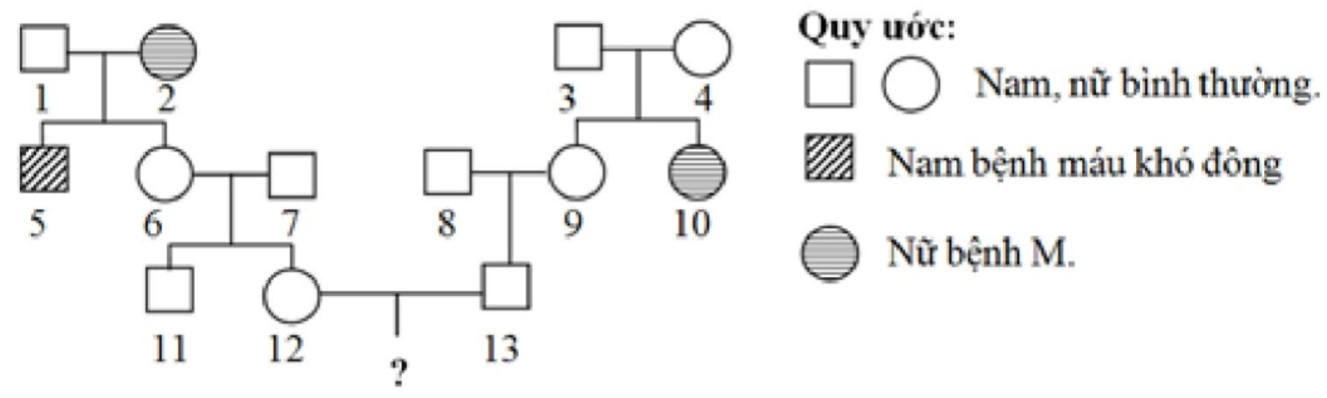 1 2 3 4
5 6 7 8 9 10
11 12 13
?
Quy ước:
Nam, nữ bình thường.
Nam bệnh máu khó đông
Nữ bệnh M.